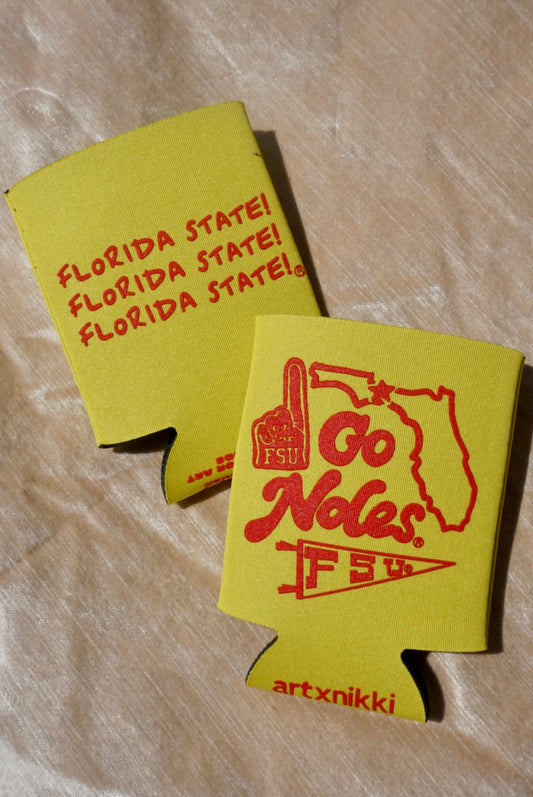 FLORIDA STATE!
FLORIDA STATE!
FLORIDA STATE!®
FSU
Go
Noles®
FSU®
artxnikki